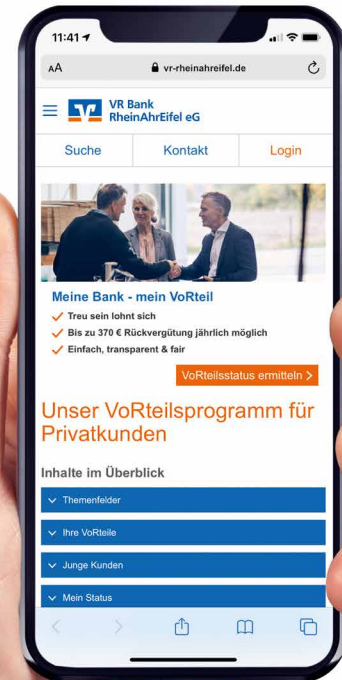 11:41
AA vr-rheinahreifel.de
VR Bank
RheinAhrEifel eG
Suche Kontakt Login
Meine Bank - mein VoRteil
Treu sein lohnt sich
Bis zu 370 € Rückvergütung jährlich möglich
Einfach, transparent & fair
VoRteilsstatus ermitteln >
Unser VoRteilsprogramm für
Privatkunden
Inhalte im Überblick
Themenfelder
Ihre VoRteile
Junge Kunden
Mein Status